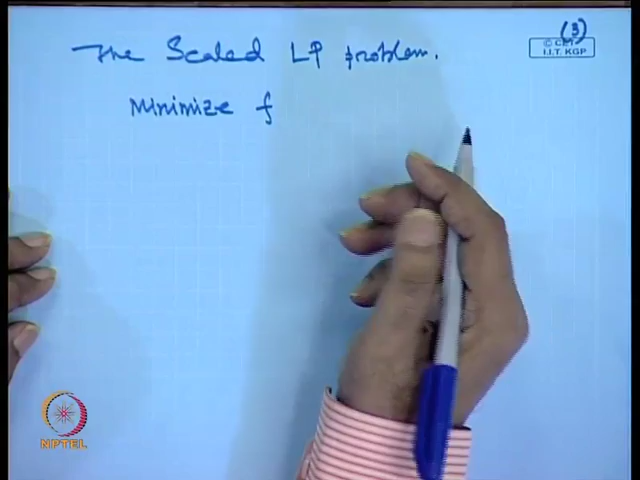 (3)
© CET
I.I.T. KGP
The Scaled LP problem.
Minimize f
NPTEL